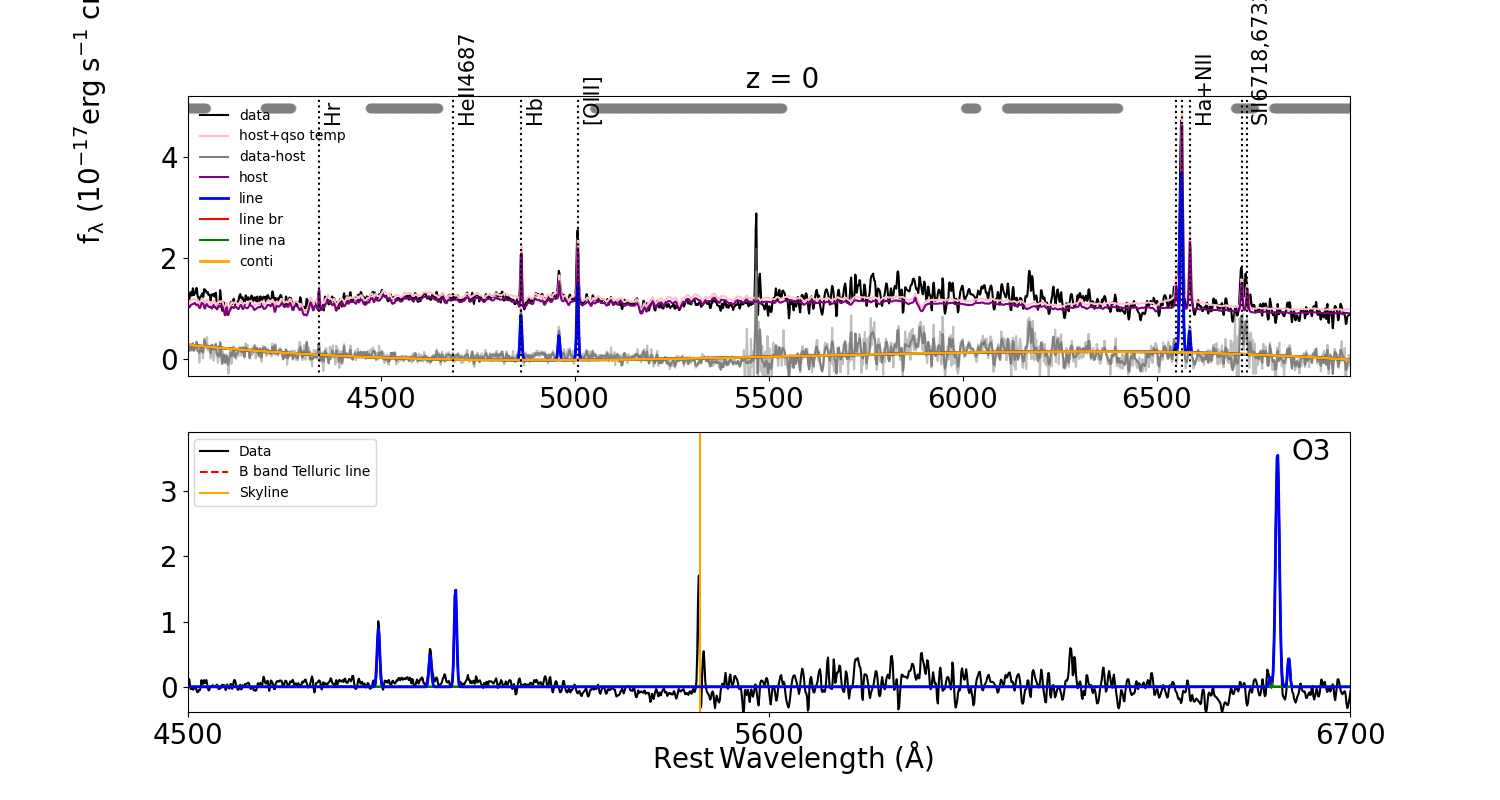 z = 0
fλ (10−17erg s−1 c
Hr
HeII4687
Hb
[OIII]
Ha+NII
SII6718,673
data
host+qso temp
data-host
host
line
line br
line na
conti
4
2
0
4500
5000
5500
6000
6500
Data
B band Telluric line
Skyline
O3
3
2
1
0
4500
5600
6700
Rest Wavelength (Å)